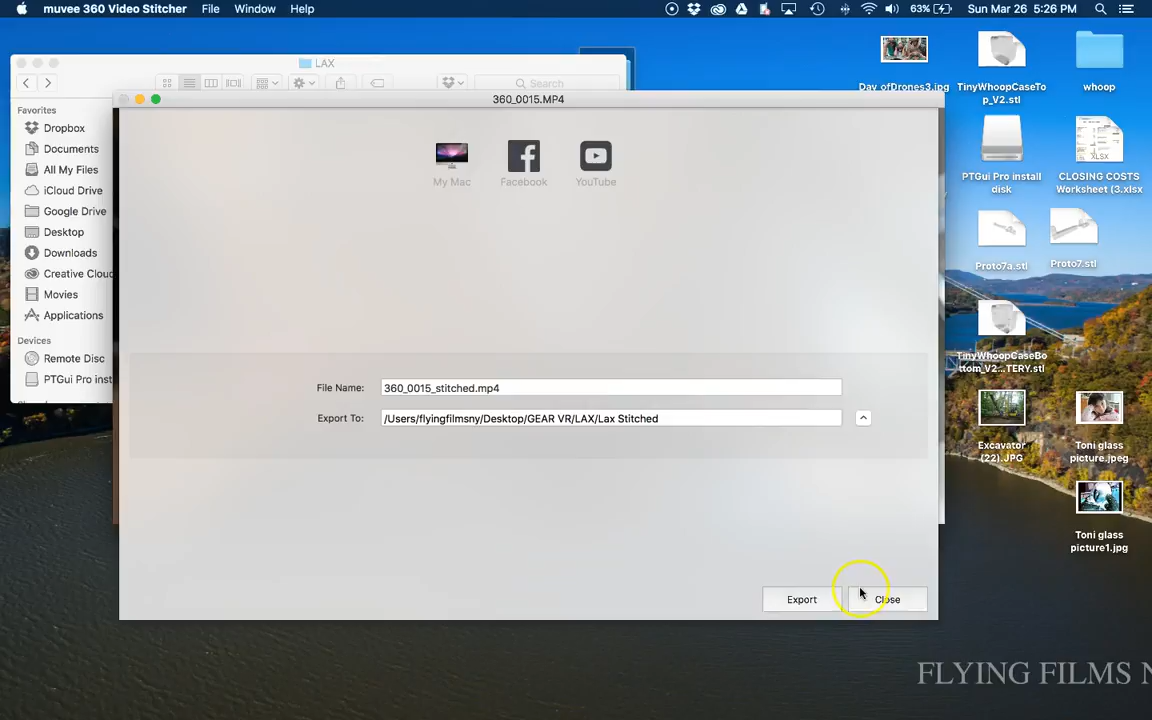 muvee 360 Video Stitcher File Window Help 63% Sun Mar 26 5:26 PM
LAX
Search
Favorites
Dropbox
Documents
All My Files
iCloud Drive
Google Drive
Desktop
Downloads
Creative Cloud
Movies
Applications
Devices
Remote Disc
PTGui Pro inst
360_0015.MP4
My Mac Facebook YouTube
File Name: 360_0015_stitched.mp4
Export To: /Users/flyingfilmsny/Desktop/GEAR VR/LAX/Lax Stitched
Export Close
Day ofDrones3.jpg
TinyWhoopCaseTo
p_V2.stl
whoop
PTGui Pro install
disk
XLSX
CLOSING COSTS
Worksheet (3.xlsx
Proto7a.stl
Proto7.stl
TinyWhoopCaseBo
ttom_V2...TERY.stl
Excavator
(22).JPG
Toni glass
picture.jpeg
Toni glass
picture1.jpg
FLYING FILMS N